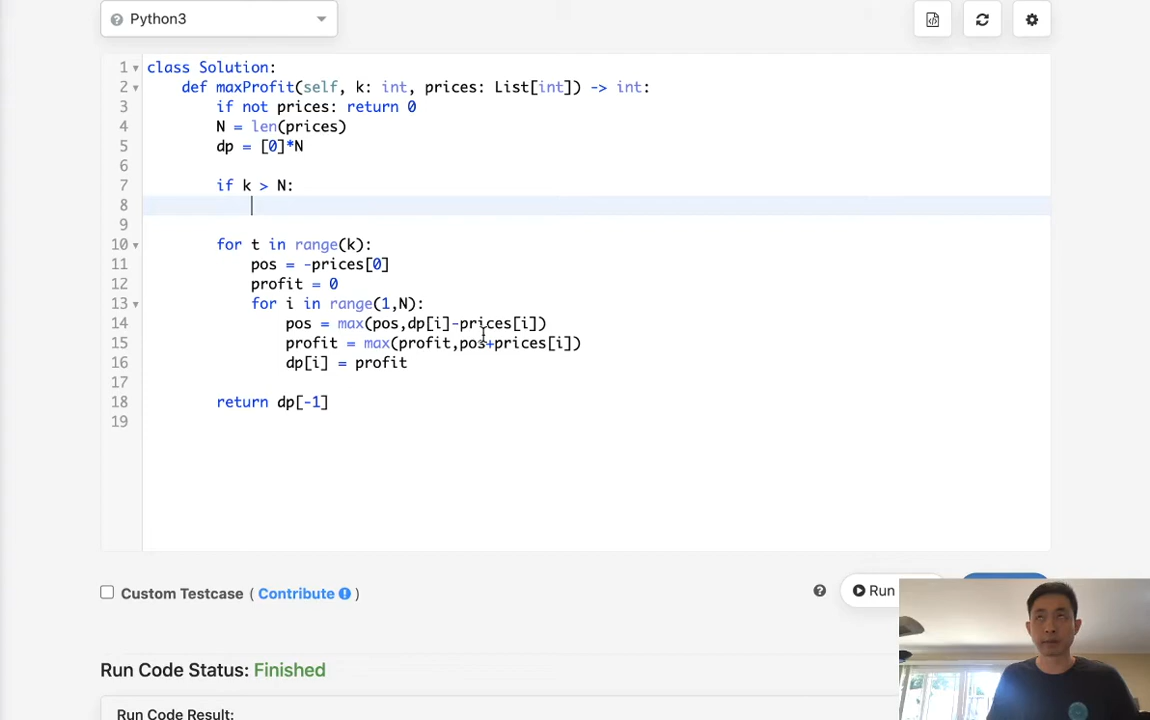 Python3
1 class Solution:
2 def maxProfit(self, k: int, prices: List[int]) -> int:
3 if not prices: return 0
4 N = len(prices)
5 dp = [0]*N
6
7 if k > N:
8
9
10 for t in range(k):
11 pos = -prices[0]
12 profit = 0
13 for i in range(1,N):
14 pos = max(pos,dp[i]-prices[i])
15 profit = max(profit,pos+prices[i])
16 dp[i] = profit
17
18 return dp[-1]
19
Custom Testcase ( Contribute )
Run
Run Code Status: Finished
Run Code Result: